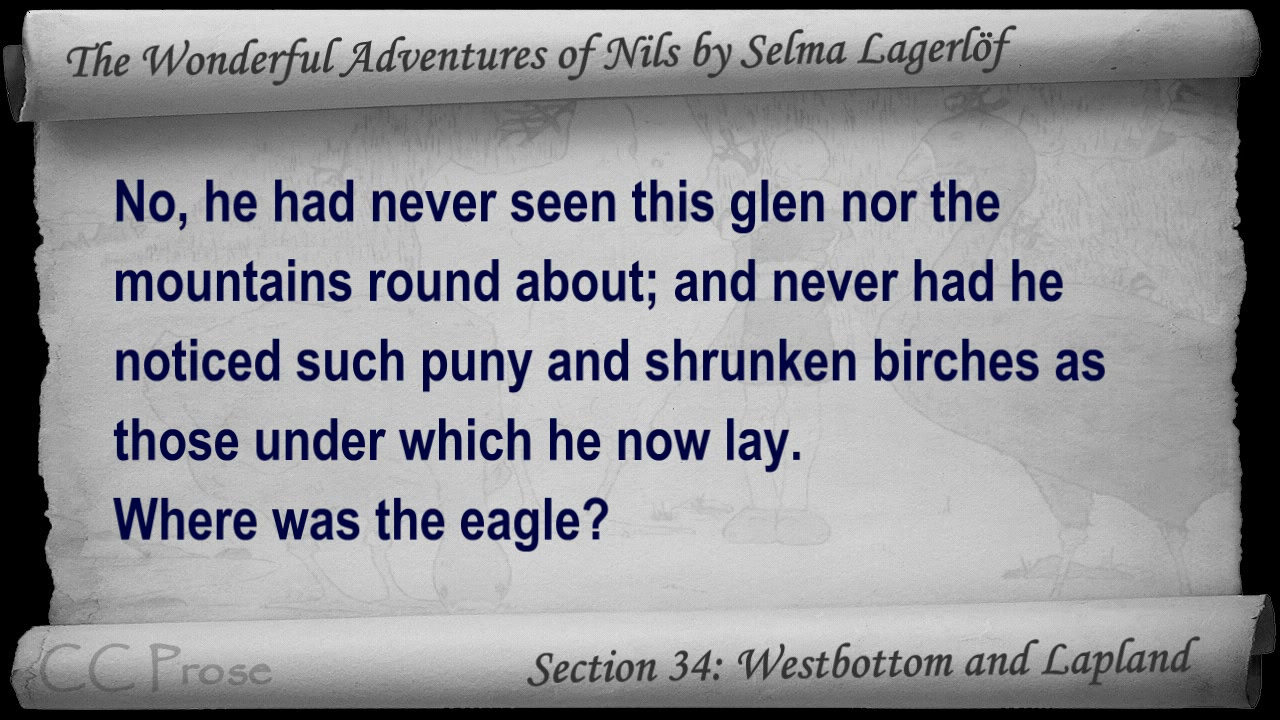 The Wonderful Adventures of Nils by Selma Lagerlöf
No, he had never seen this glen nor the
mountains round about; and never had he
noticed such puny and shrunken birches as
those under which he now lay.
Where was the eagle?
CC Prose
Section 34: Westbottom and Lapland